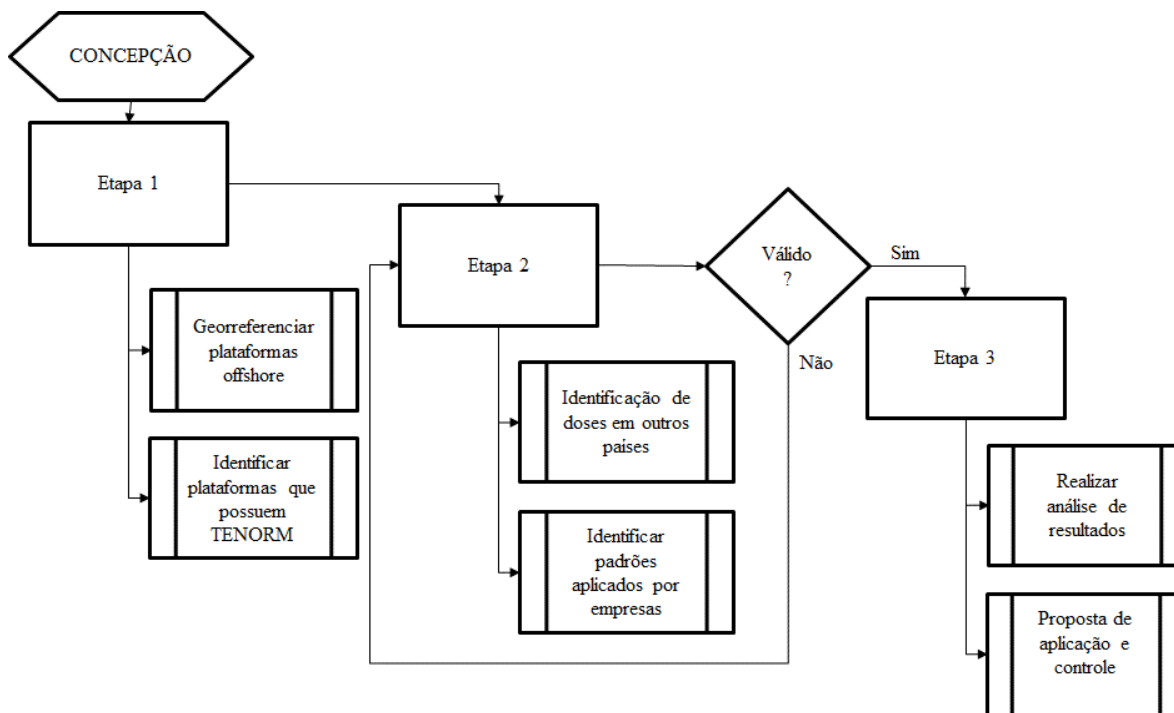 CONCEPÇÃO
Etapa 1
Georreferenciar
plataformas
offshore
Identificar
plataformas que
possuem
TENORM
Etapa 2
Identificação de
doses em outros
países
Identificar
padrões
aplicados por
empresas
Válido
?
Sim
Não
Etapa 3
Realizar
análise de
resultados
Proposta de
aplicação e
controle